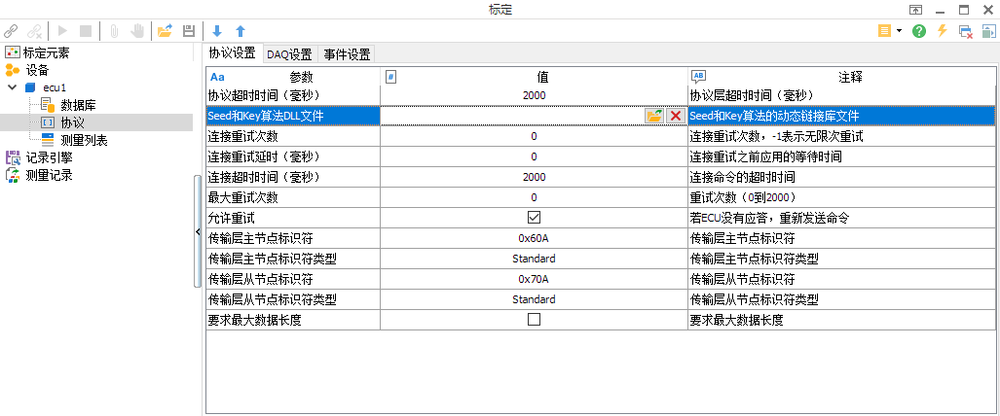 标定
标定元素
设备
ecu1
数据库
协议
测量列表
记录引擎
测量记录
协议设置 DAQ设置 事件设置
Aa 参数 # 值 AB 注释
协议超时时间（毫秒） 2000 协议层超时时间（毫秒）
Seed和Key算法DLL文件 Seed和Key算法的动态链接库文件
连接重试次数 0 连接重试次数，-1表示无限次重试
连接重试延时（毫秒） 0 连接重试之前应用的等待时间
连接超时时间（毫秒） 2000 连接命令的超时时间
最大重试次数 0 重试次数（0到2000）
允许重试 若ECU没有应答，重新发送命令
传输层主节点标识符 0x60A 传输层主节点标识符
传输层主节点标识符类型 Standard 传输层主节点标识符类型
传输层从节点标识符 0x70A 传输层从节点标识符
传输层从节点标识符类型 Standard 传输层从节点标识符类型
要求最大数据长度 要求最大数据长度